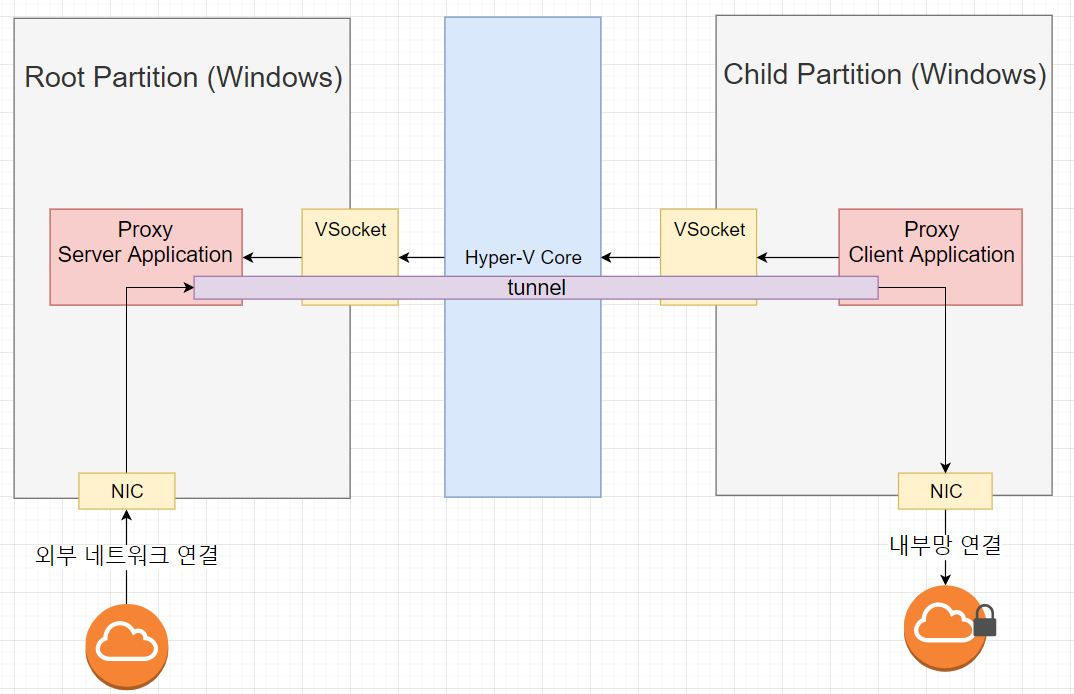 Root Partition (Windows)
Child Partition (Windows)
Proxy
Server Application
VSocket
Hyper-V Core
VSocket
Proxy
Client Application
tunnel
NIC
NIC
외부 네트워크 연결
내부망 연결